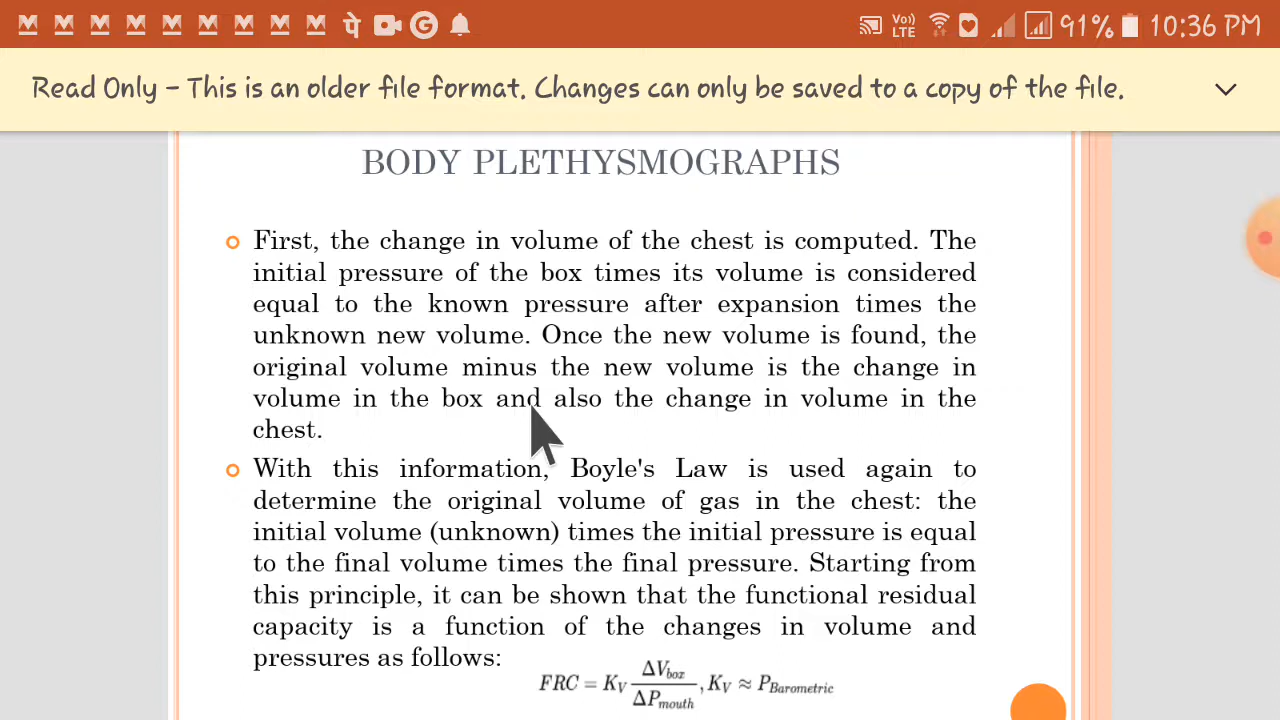 पे G Vo) LTE 91% 10:36 PM
Read Only – This is an older file format. Changes can only be saved to a copy of the file.
BODY PLETHYSMOGRAPHS
First, the change in volume of the chest is computed. The
initial pressure of the box times its volume is considered
equal to the known pressure after expansion times the
unknown new volume. Once the new volume is found, the
original volume minus the new volume is the change in
volume in the box and also the change in volume in the
chest.
With this information, Boyle's Law is used again to
determine the original volume of gas in the chest: the
initial volume (unknown) times the initial pressure is equal
to the final volume times the final pressure. Starting from
this principle, it can be shown that the functional residual
capacity is a function of the changes in volume and
pressures as follows:
FRC = K_V ΔV_box / ΔP_mouth , K_V ≈ P_Barometric